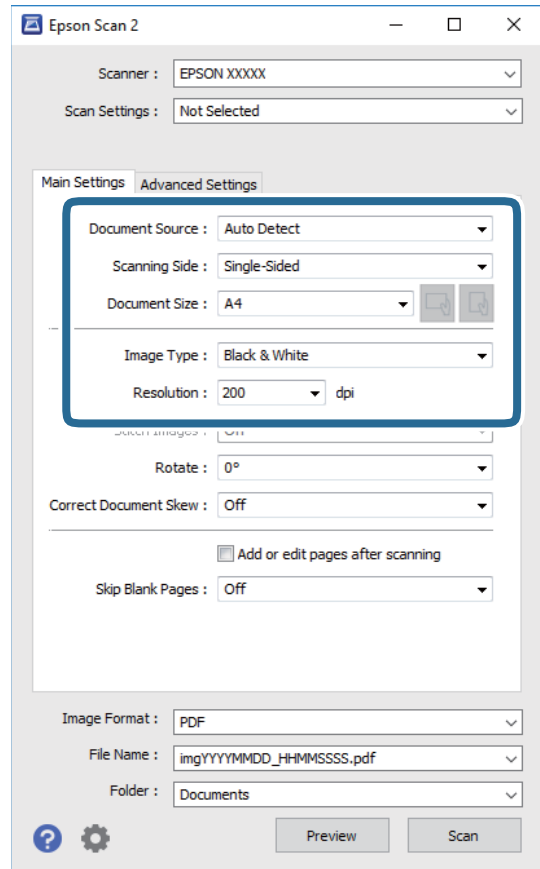 Epson Scan 2
Scanner : EPSON XXXXX
Scan Settings : Not Selected
Main Settings Advanced Settings
Document Source : Auto Detect
Scanning Side : Single-Sided
Document Size : A4
Image Type : Black & White
Resolution : 200 dpi
Stitch Images : Off
Rotate : 0°
Correct Document Skew : Off
Add or edit pages after scanning
Skip Blank Pages : Off
Image Format : PDF
File Name : imgYYYYMMDD_HHMMSSSS.pdf
Folder : Documents
? Preview Scan